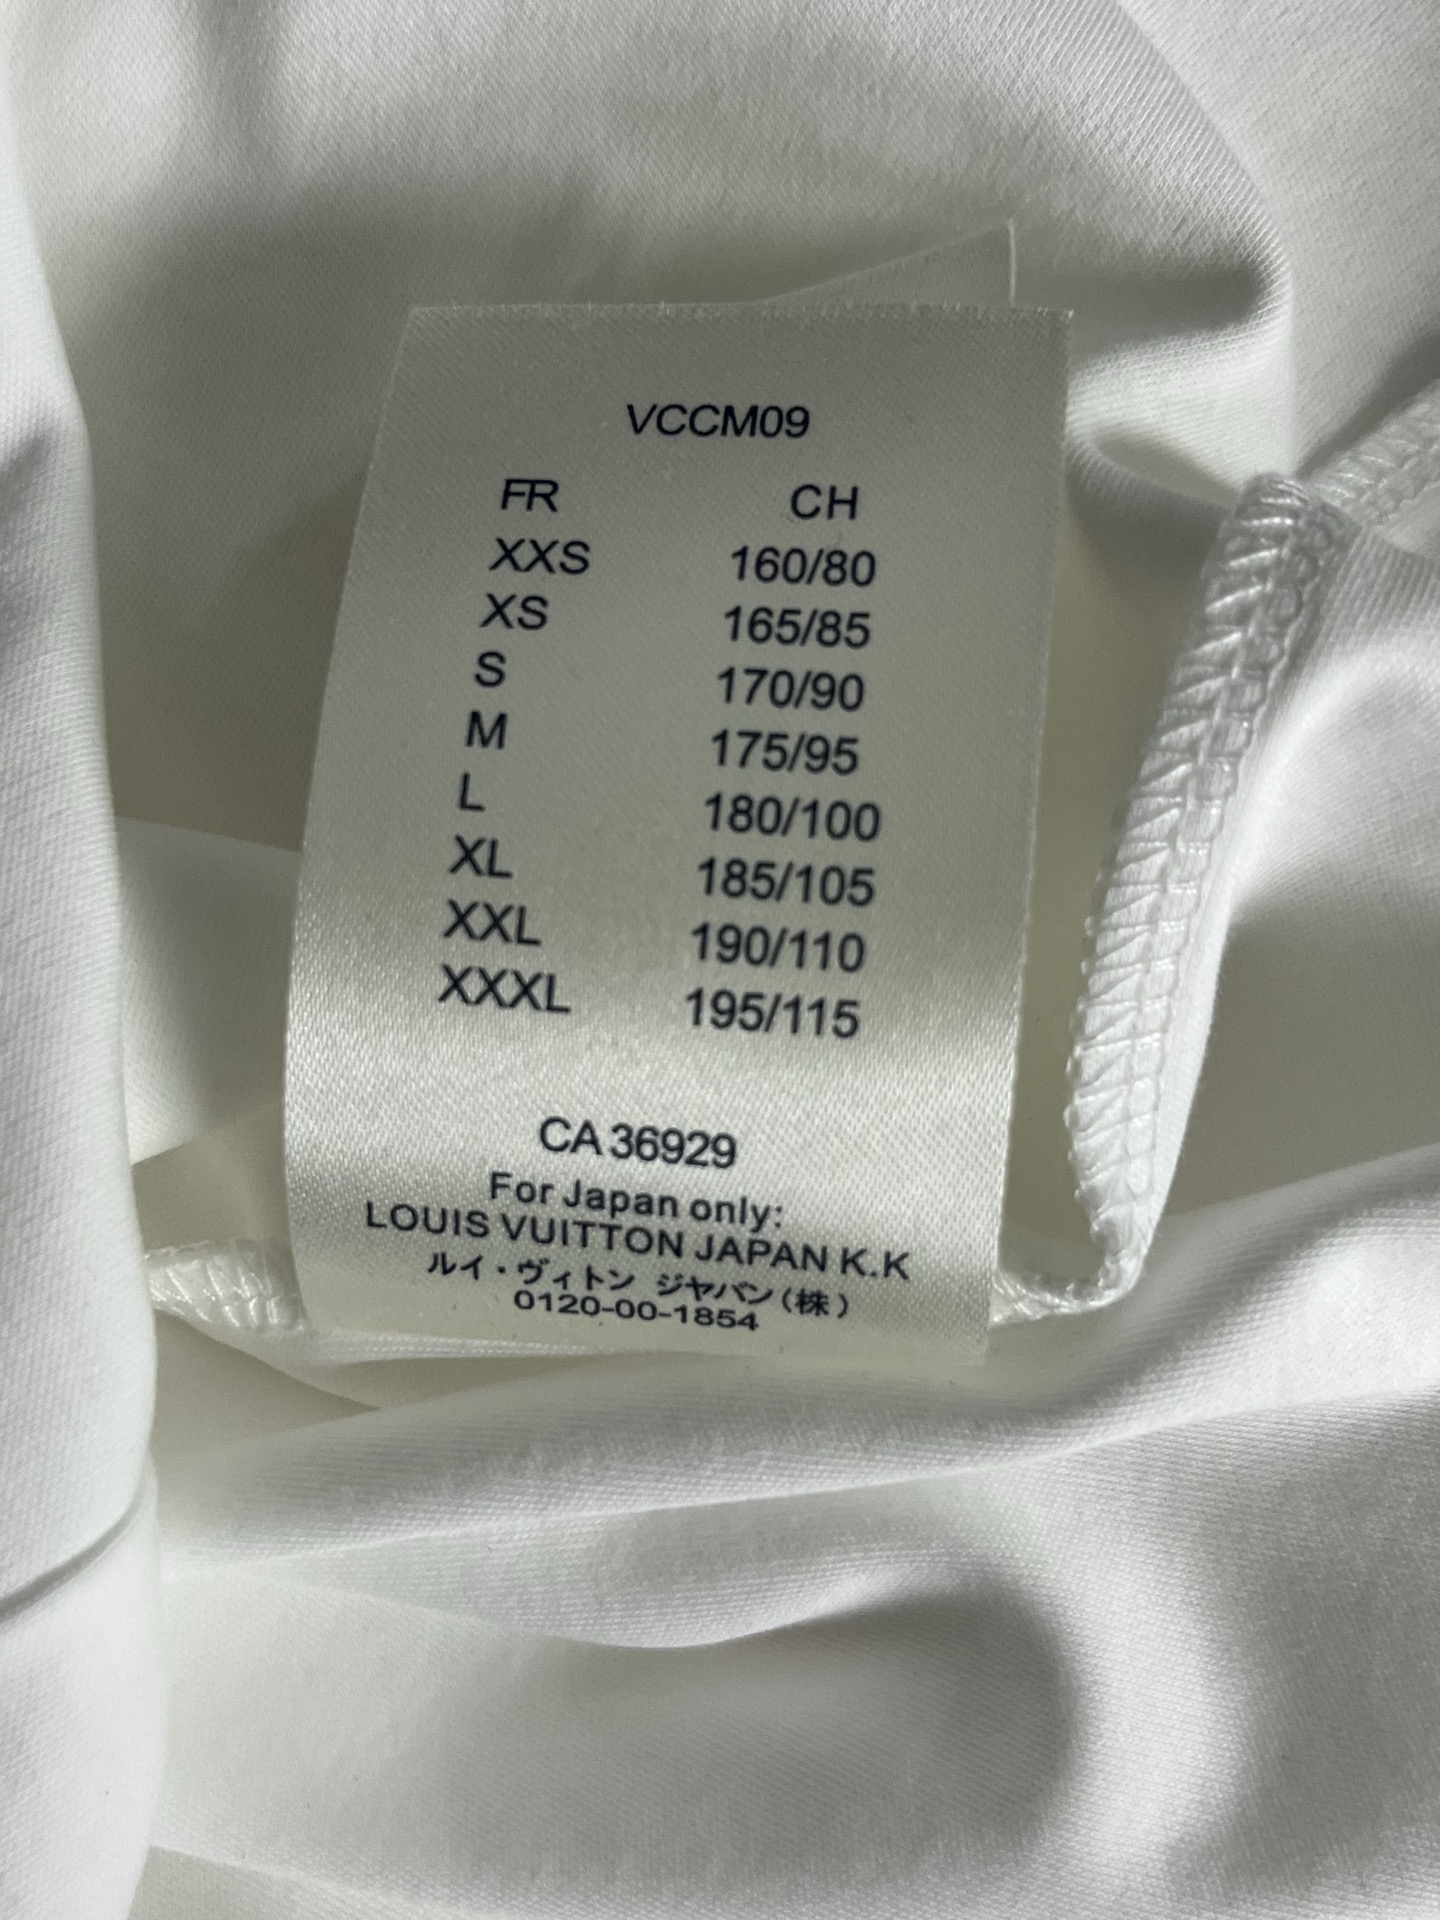 VCCM09
FR CH
XXS 160/80
XS 165/85
S 170/90
M 175/95
L 180/100
XL 185/105
XXL 190/110
XXXL 195/115
CA 36929
For Japan only:
LOUIS VUITTON JAPAN K.K
ルイ・ヴィトン ジャパン(株)
0120-00-1854